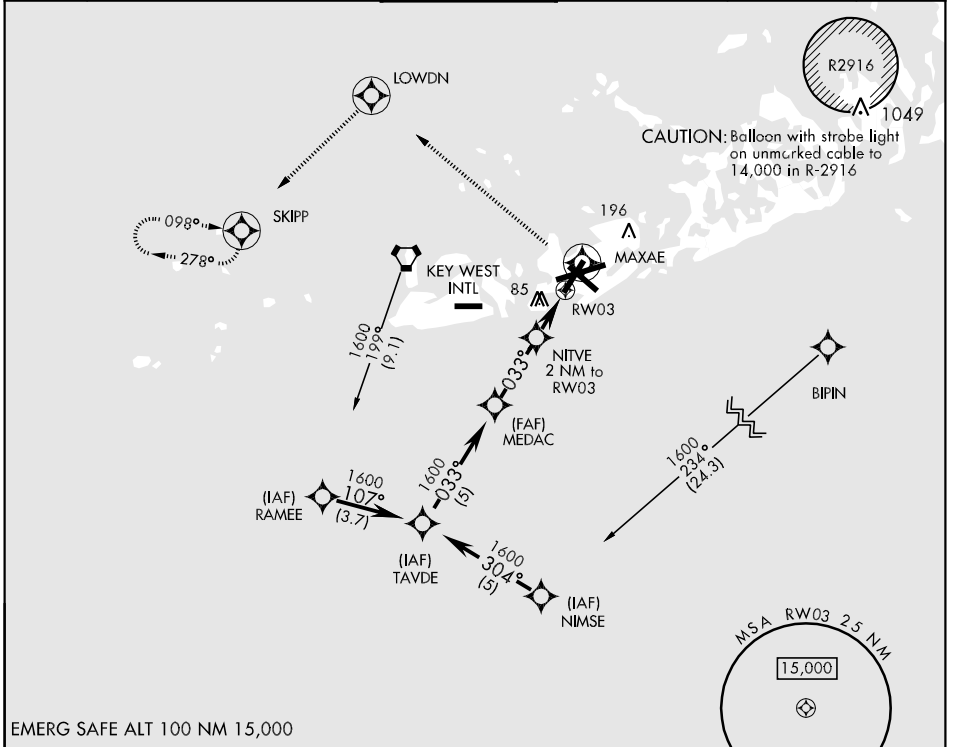 LOWDN
R2916
1049
CAUTION: Balloon with strobe light
on unmarked cable to
14,000 in R-2916
098°
SKIPP
278°
196
MAXAE
KEY WEST
INTL
85
RW03
1600
199°
(9.1)
033°
NITVE
2 NM to
RW03
BIPIN
(FAF)
MEDAC
1600
234°
(24.3)
1600
033°
(5)
(IAF)
RAMEE
1600
107°
(3.7)
(IAF)
TAVDE
1600
304°
(5)
(IAF)
NIMSE
MSA RW03 25 NM
15,000
EMERG SAFE ALT 100 NM 15,000